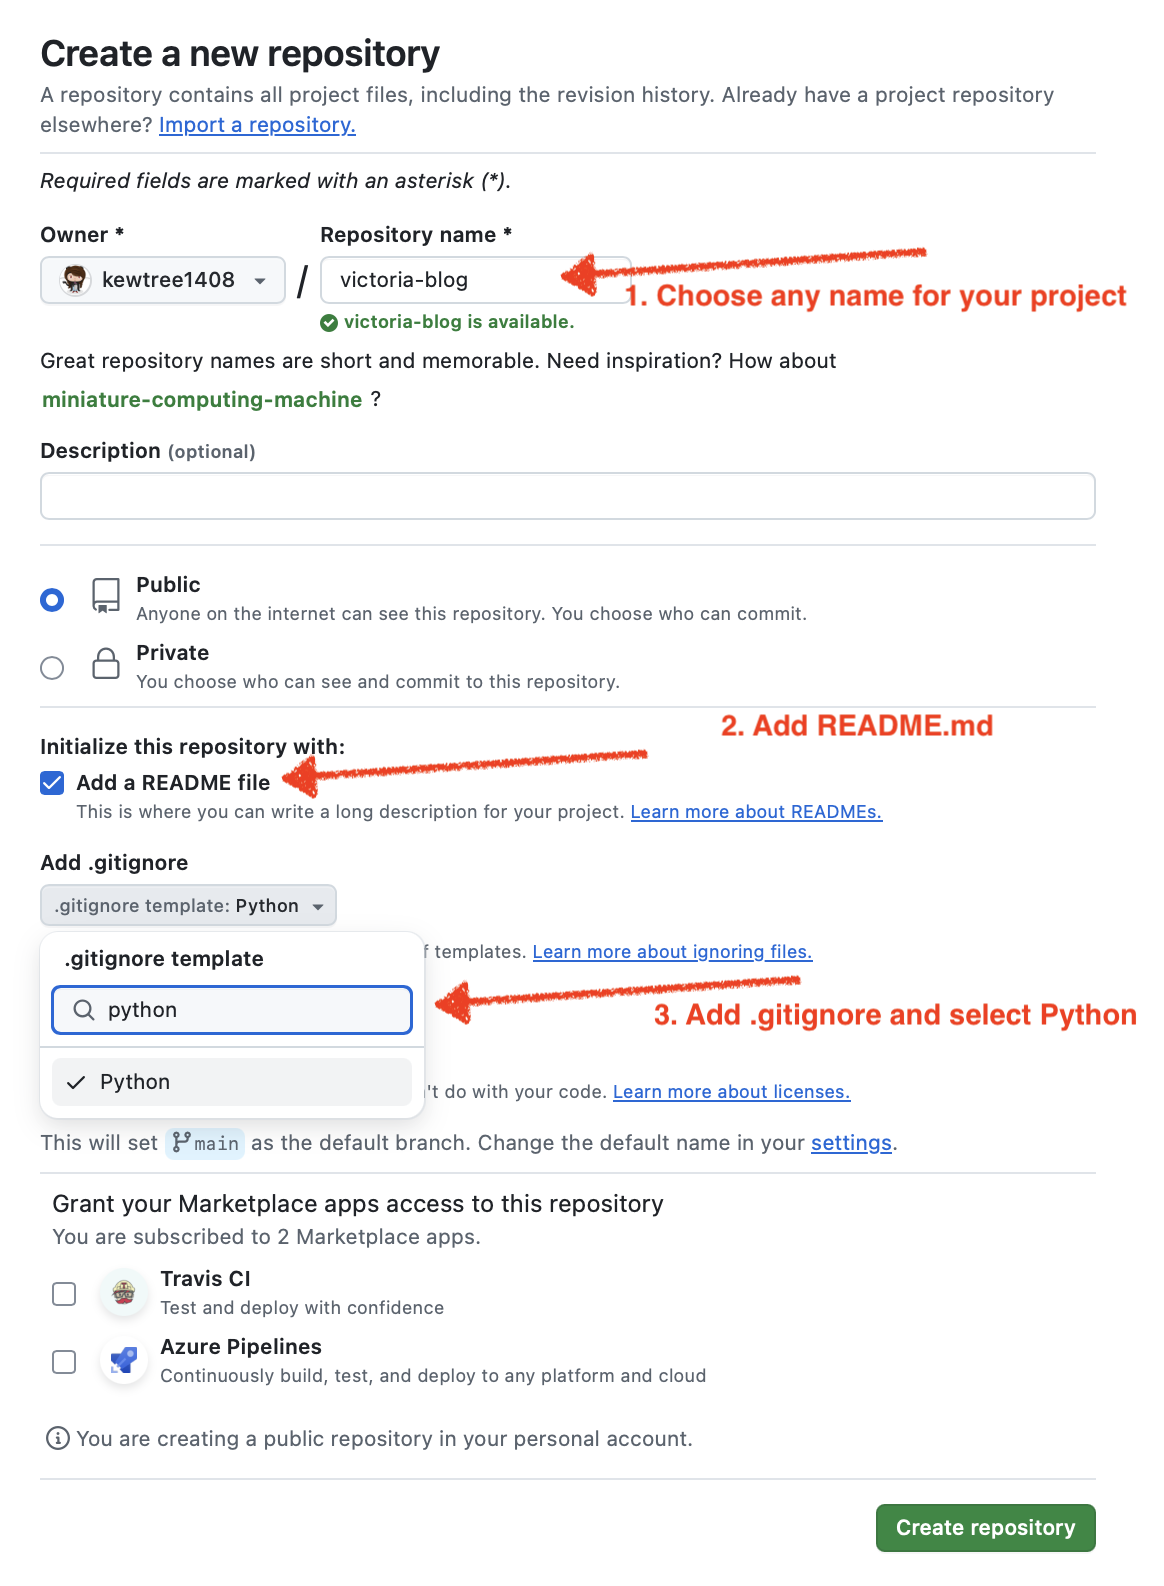 Create a new repository
A repository contains all project files, including the revision history. Already have a project repository
elsewhere? Import a repository.
Required fields are marked with an asterisk (*).
Owner *
Repository name *
kewtree1408
/
victoria-blog
1. Choose any name for your project
victoria-blog is available.
Great repository names are short and memorable. Need inspiration? How about
miniature-computing-machine ?
Description (optional)
Public
Anyone on the internet can see this repository. You choose who can commit.
Private
You choose who can see and commit to this repository.
2. Add README.md
Initialize this repository with:
Add a README file
This is where you can write a long description for your project. Learn more about READMEs.
Add .gitignore
.gitignore template: Python
f templates. Learn more about ignoring files.
.gitignore template
python
3. Add .gitignore and select Python
Python
't do with your code. Learn more about licenses.
This will set main as the default branch. Change the default name in your settings.
Grant your Marketplace apps access to this repository
You are subscribed to 2 Marketplace apps.
Travis CI
Test and deploy with confidence
Azure Pipelines
Continuously build, test, and deploy to any platform and cloud
You are creating a public repository in your personal account.
Create repository